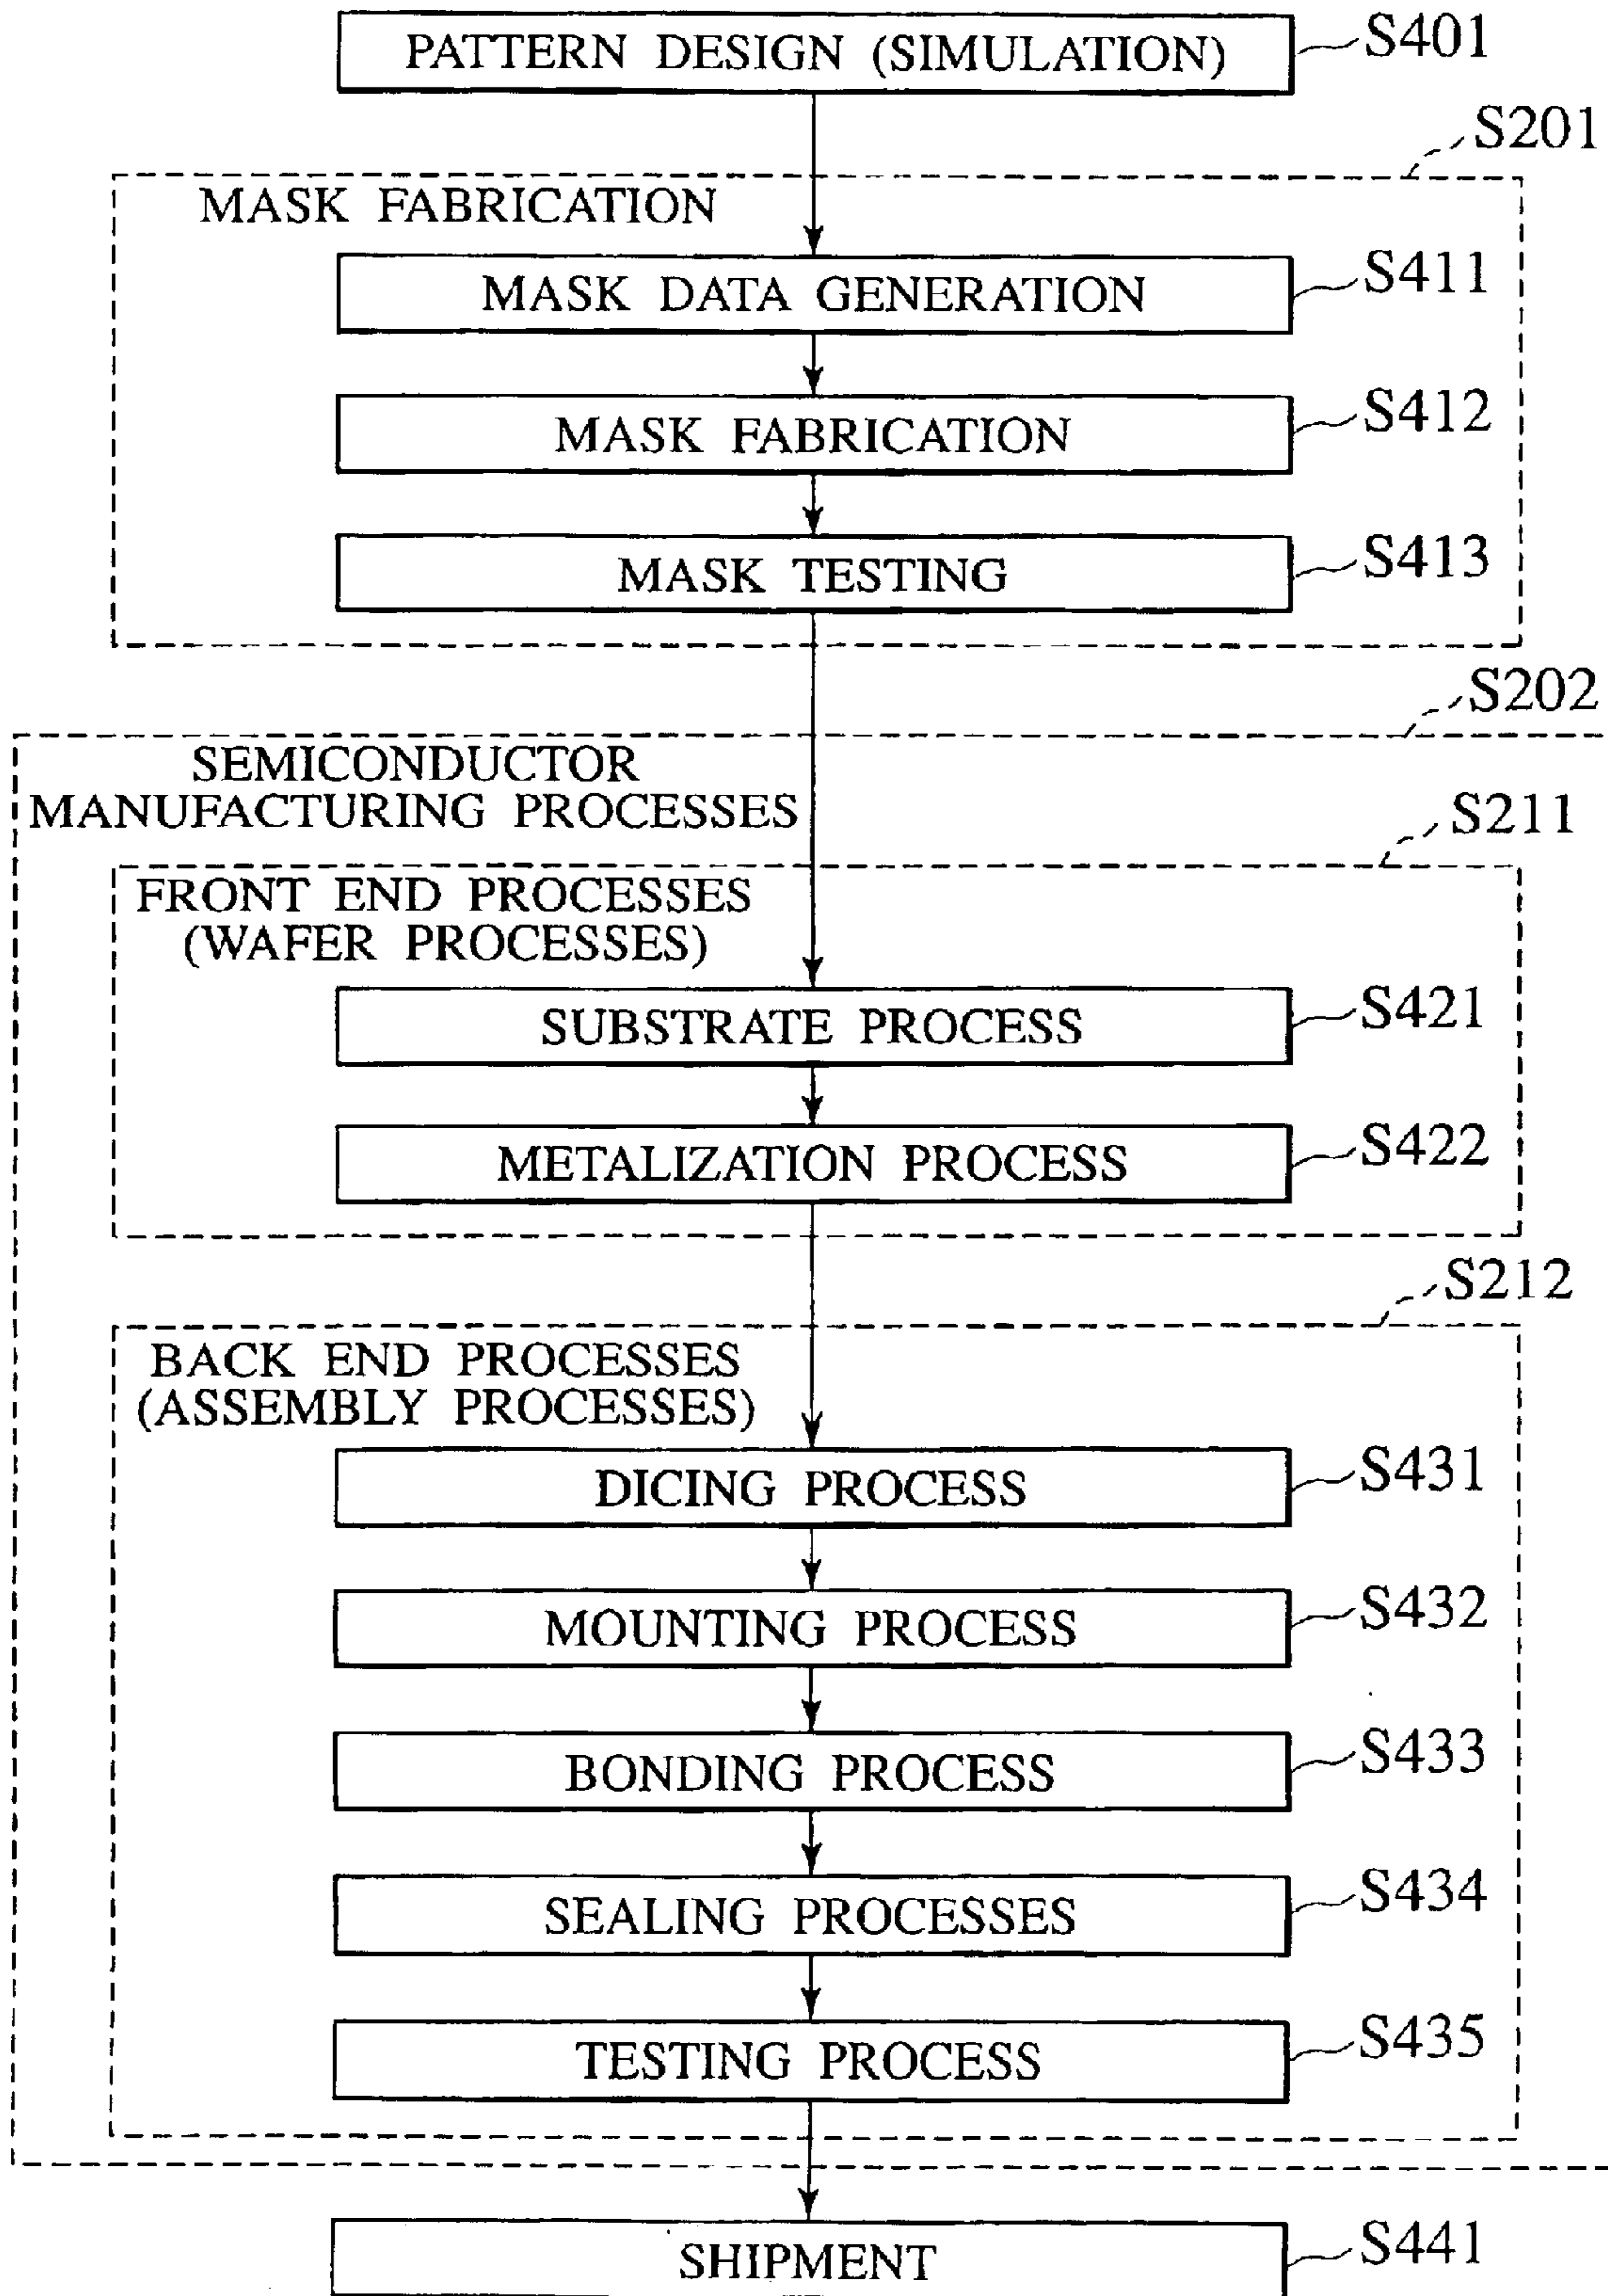 PATTERN DESIGN (SIMULATION)
S401
S201
MASK FABRICATION
MASK DATA GENERATION
S411
MASK FABRICATION
S412
MASK TESTING
S413
S202
SEMICONDUCTOR
MANUFACTURING PROCESSES
S211
FRONT END PROCESSES
(WAFER PROCESSES)
SUBSTRATE PROCESS
S421
METALIZATION PROCESS
S422
S212
BACK END PROCESSES
(ASSEMBLY PROCESSES)
DICING PROCESS
S431
MOUNTING PROCESS
S432
BONDING PROCESS
S433
SEALING PROCESSES
S434
TESTING PROCESS
S435
SHIPMENT
S441